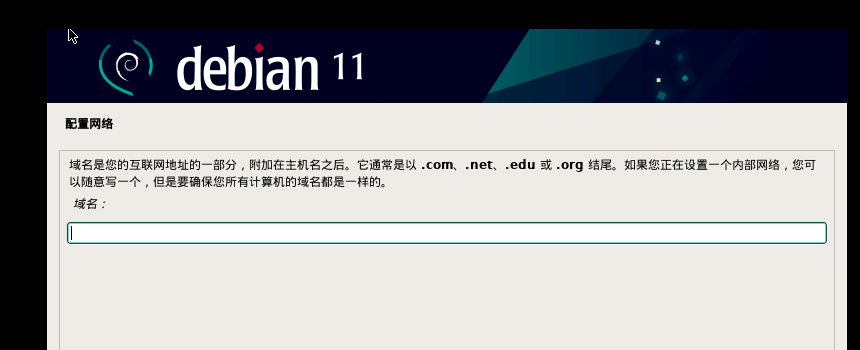 debian 11
配置网络
域名是您的互联网地址的一部分，附加在主机名之后。它通常是以 .com、.net、.edu 或 .org 结尾。如果您正在设置一个内部网络，您可
以随意写一个，但是要确保您所有计算机的域名都是一样的。
域名：